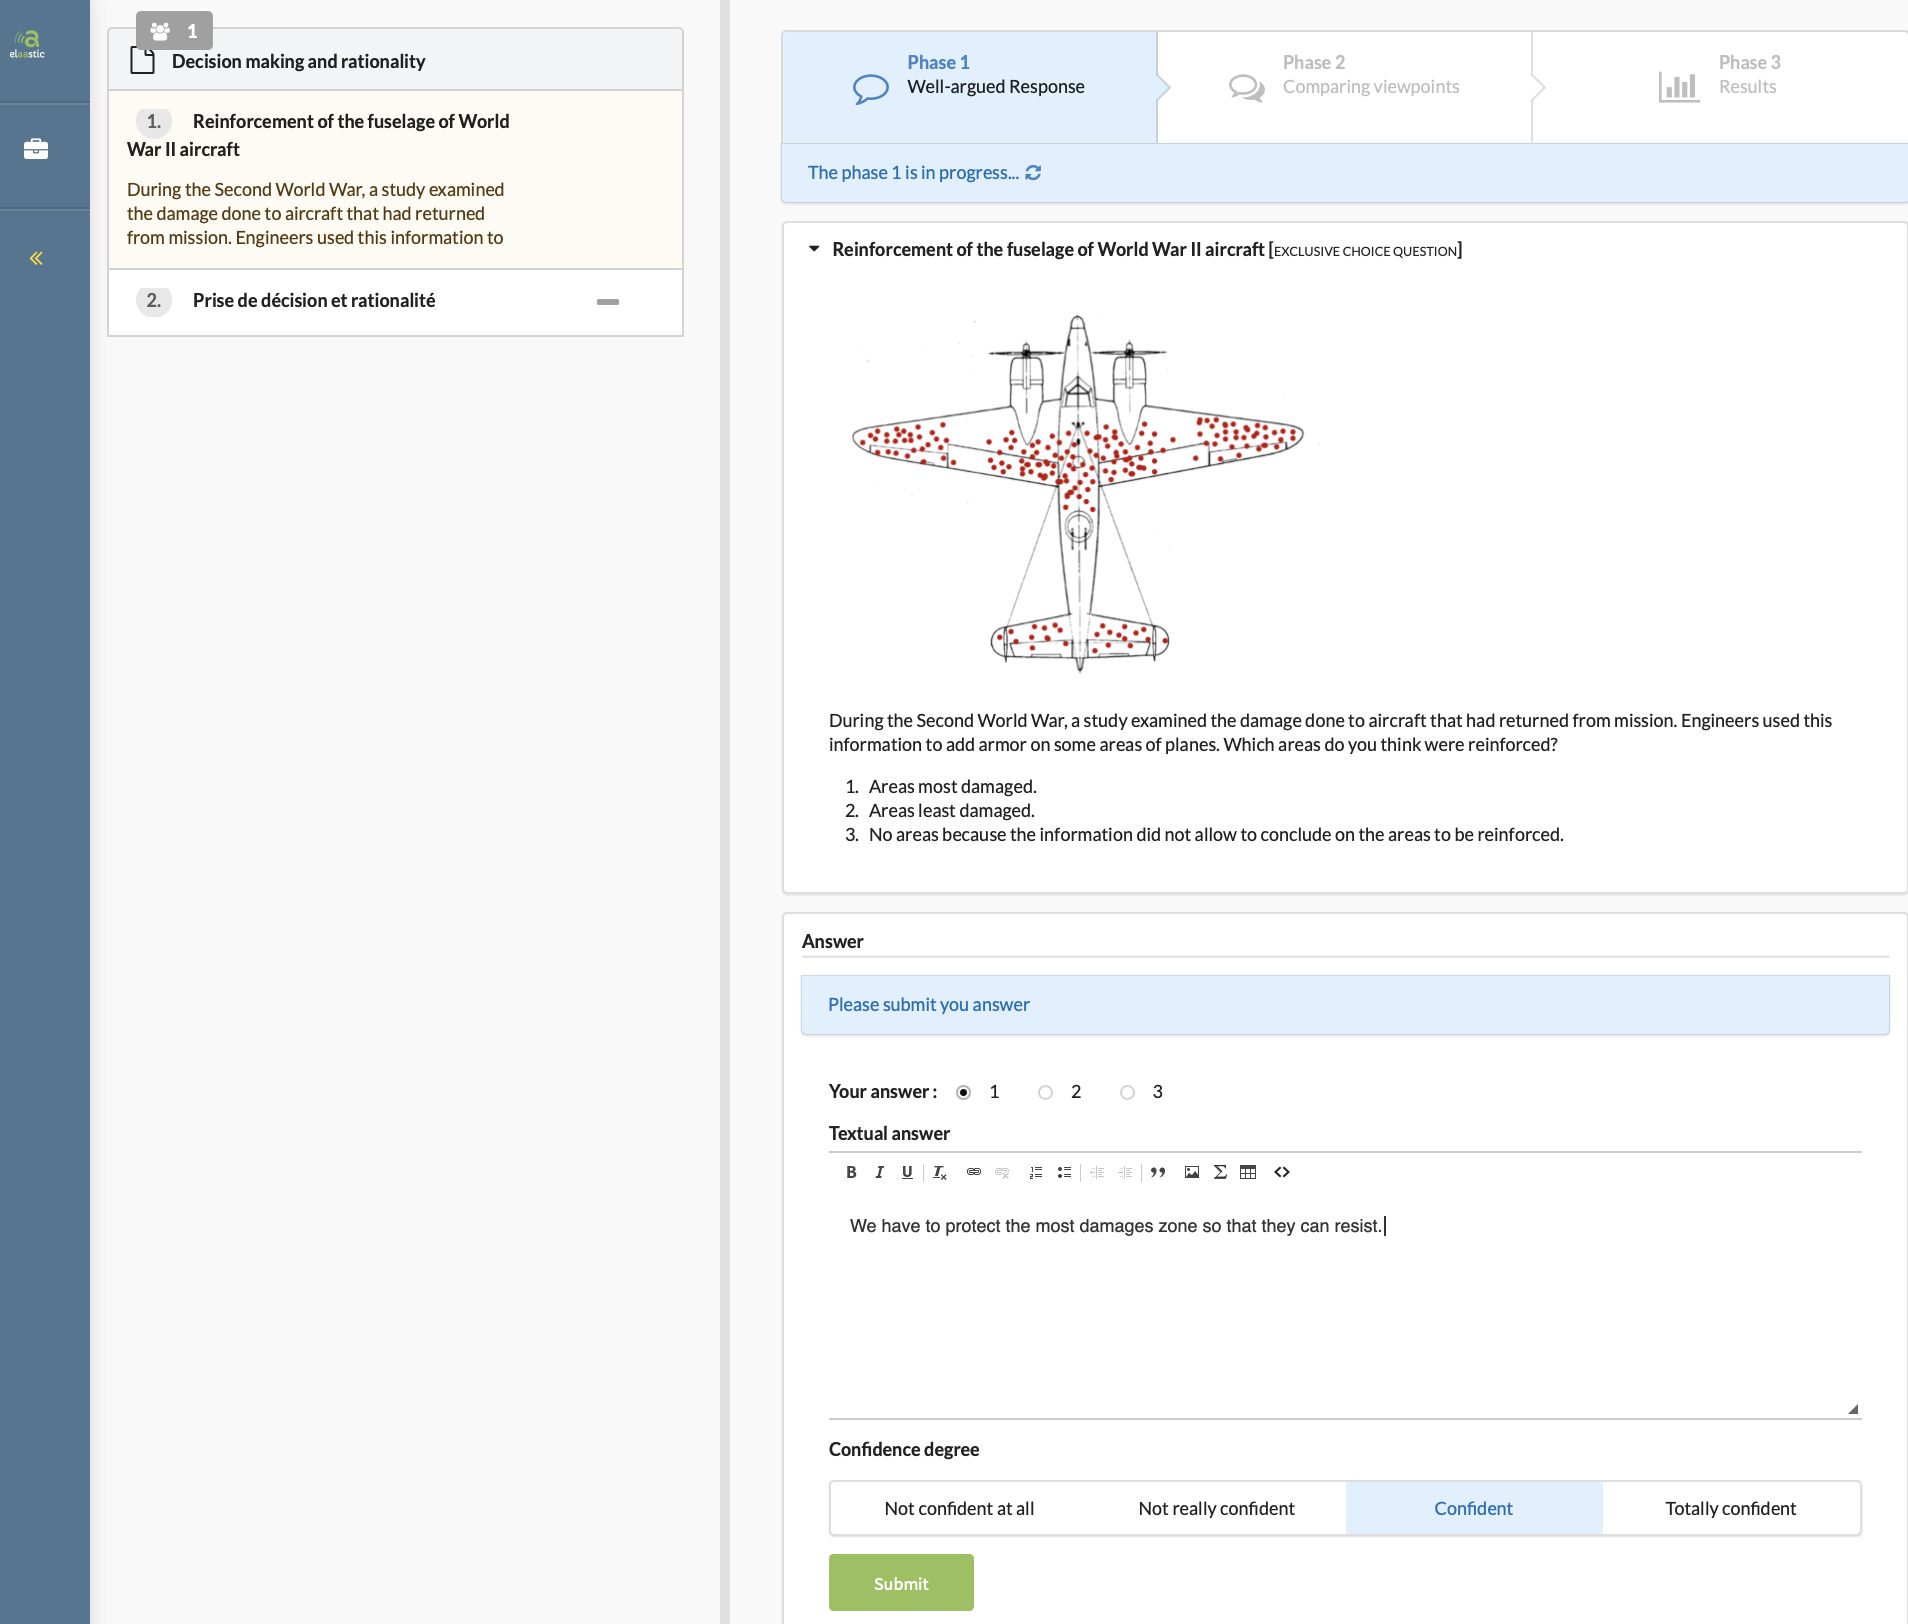 elaastic
1
Decision making and rationality
1. Reinforcement of the fuselage of World
War II aircraft
During the Second World War, a study examined
the damage done to aircraft that had returned
from mission. Engineers used this information to
2. Prise de décision et rationalité
Phase 1
Well-argued Response
Phase 2
Comparing viewpoints
Phase 3
Results
The phase 1 is in progress...
Reinforcement of the fuselage of World War II aircraft [EXCLUSIVE CHOICE QUESTION]
During the Second World War, a study examined the damage done to aircraft that had returned from mission. Engineers used this
information to add armor on some areas of planes. Which areas do you think were reinforced?
1. Areas most damaged.
2. Areas least damaged.
3. No areas because the information did not allow to conclude on the areas to be reinforced.
Answer
Please submit you answer
Your answer : 1 2 3
Textual answer
B I U Tx
We have to protect the most damages zone so that they can resist.
Confidence degree
Not confident at all Not really confident Confident Totally confident
Submit